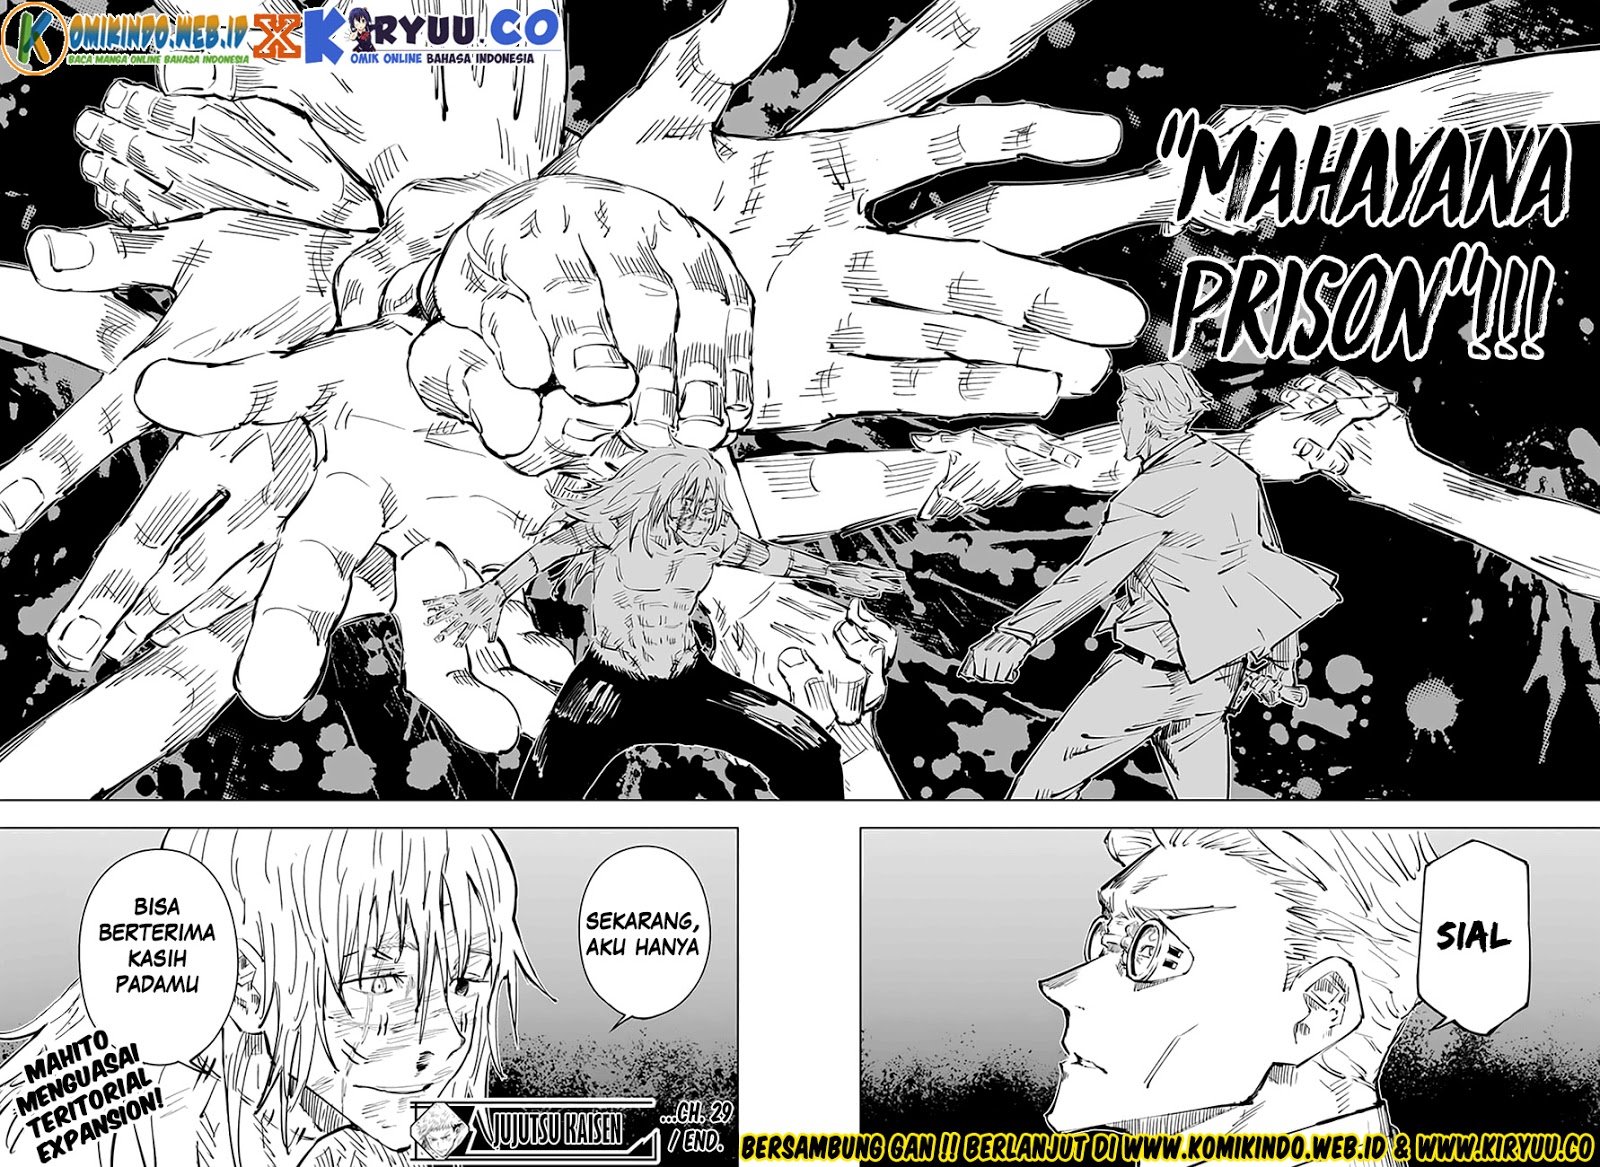 KOMIKINDO.WEB.ID X KIRYUU.CO
BACA MANGA ONLINE BAHASA INDONESIA
OMIK ONLINE BAHASA INDONESIA
"MAHAYANA
PRISON"!!!
SIAL
SEKARANG,
AKU HANYA
BISA
BERTERIMA
KASIH
PADAMU
MAHITO
MENGUASAI
TERITORIAL
EXPANSION!
JUJUTSU KAISEN
...CH. 29
/ END.
BERSAMBUNG GAN !! BERLANJUT DI WWW.KOMIKINDO.WEB.ID & WWW.KIRYUU.CO